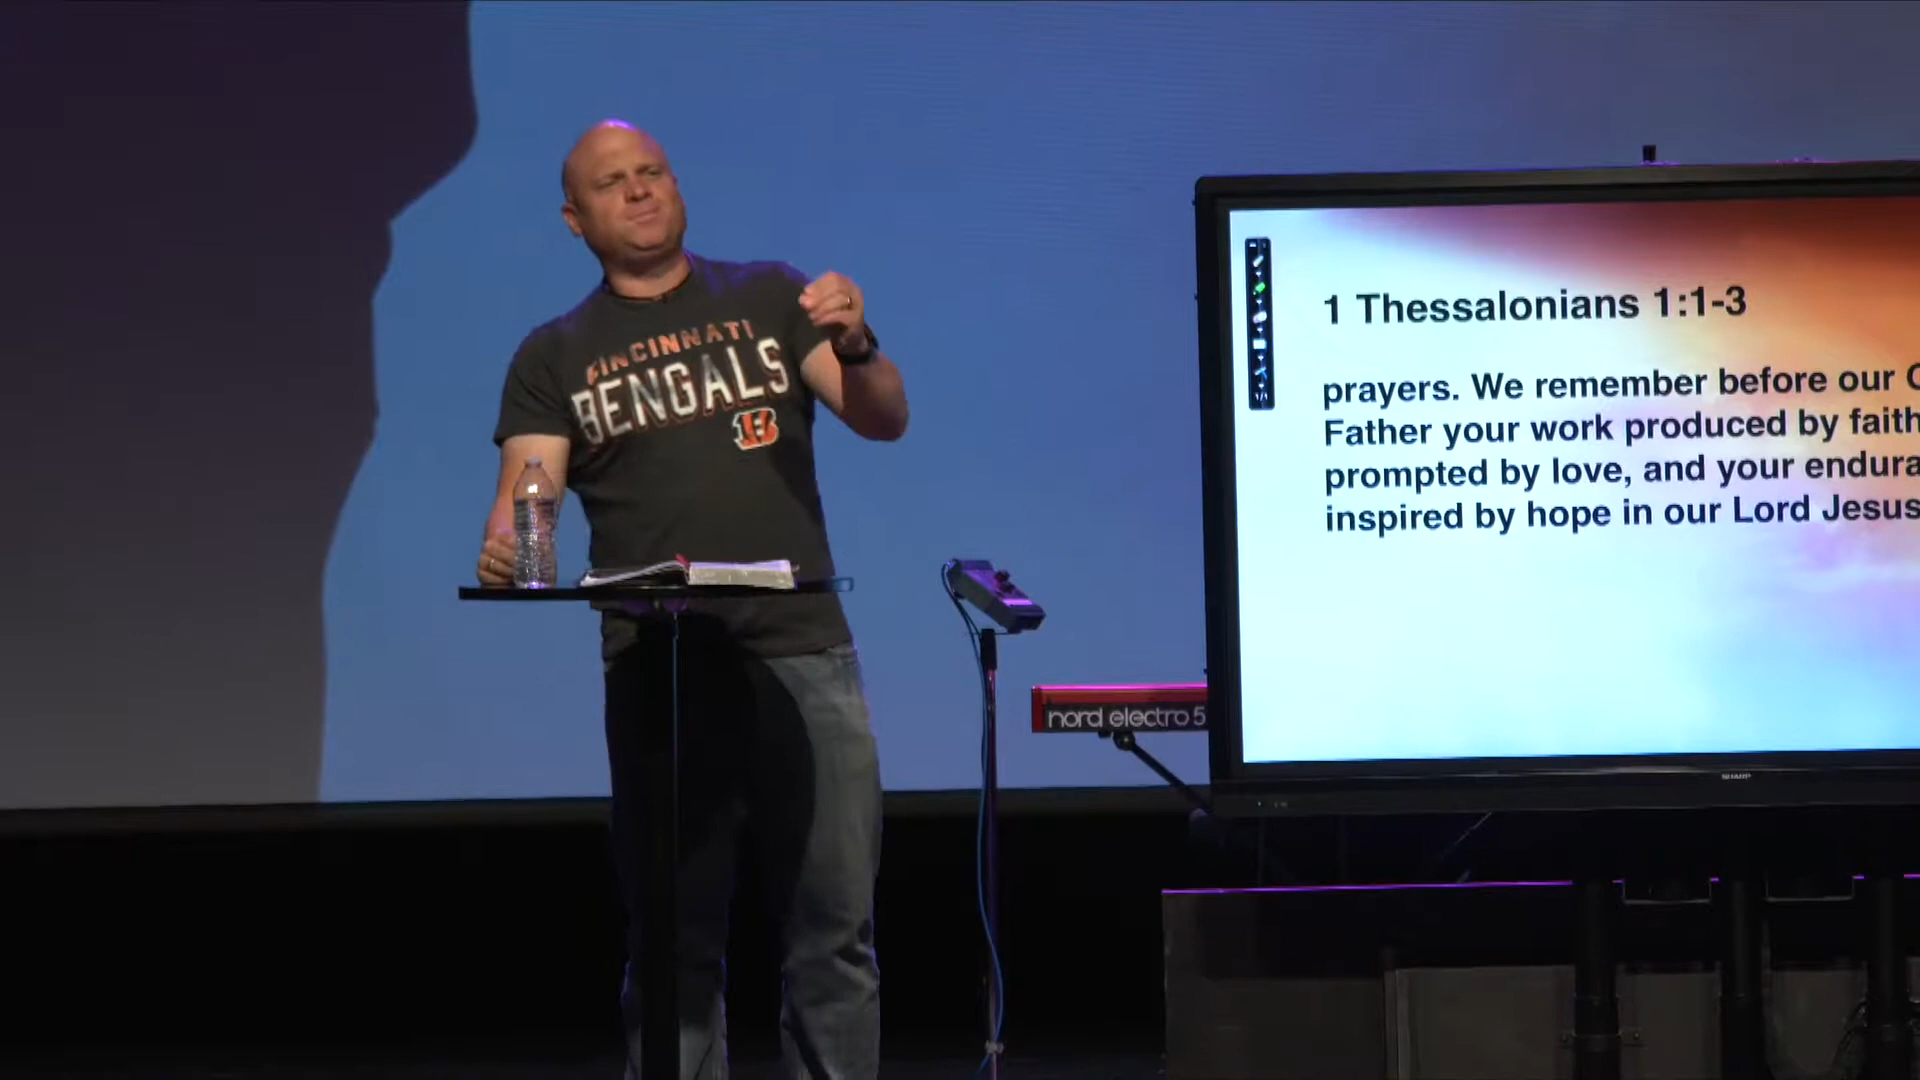 CINCINNATI
BENGALS
B
1 Thessalonians 1:1-3
prayers. We remember before our
Father your work produced by faith
prompted by love, and your endura
inspired by hope in our Lord Jesus
nord electro 5
SHARP